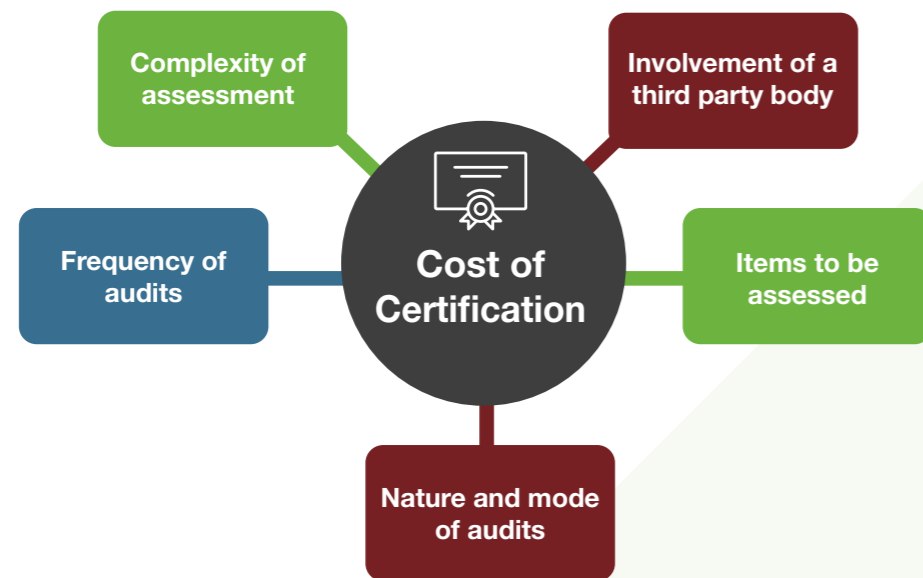 Complexity of
assessment
Involvement of a
third party body
Frequency of
audits
Cost of
Certification
Items to be
assessed
Nature and mode
of audits